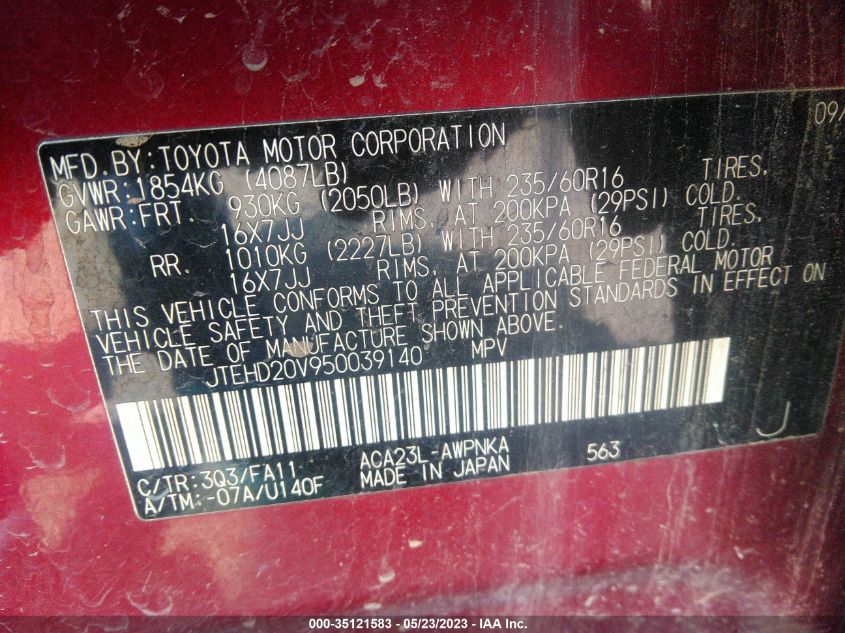 09/
MFD. BY: TOYOTA MOTOR CORPORATION
GVWR: 1854KG (4087LB)
GAWR: FRT. 930KG (2050LB) WITH 235/60R16 TIRES,
16X7JJ RIMS, AT 200KPA (29PSI) COLD.
RR. 1010KG (2227LB) WITH 235/60R16 TIRES,
16X7JJ RIMS, AT 200KPA (29PSI) COLD.
THIS VEHICLE CONFORMS TO ALL APPLICABLE FEDERAL MOTOR
VEHICLE SAFETY AND THEFT PREVENTION STANDARDS IN EFFECT ON
THE DATE OF MANUFACTURE SHOWN ABOVE.
JTEHD20V950039140 MPV
J
C/TR: 3Q3/FA11 ACA23L-AWPNKA 563
A/TM: -07A/U140F MADE IN JAPAN
000-35121583 - 05/23/2023 - IAA Inc.